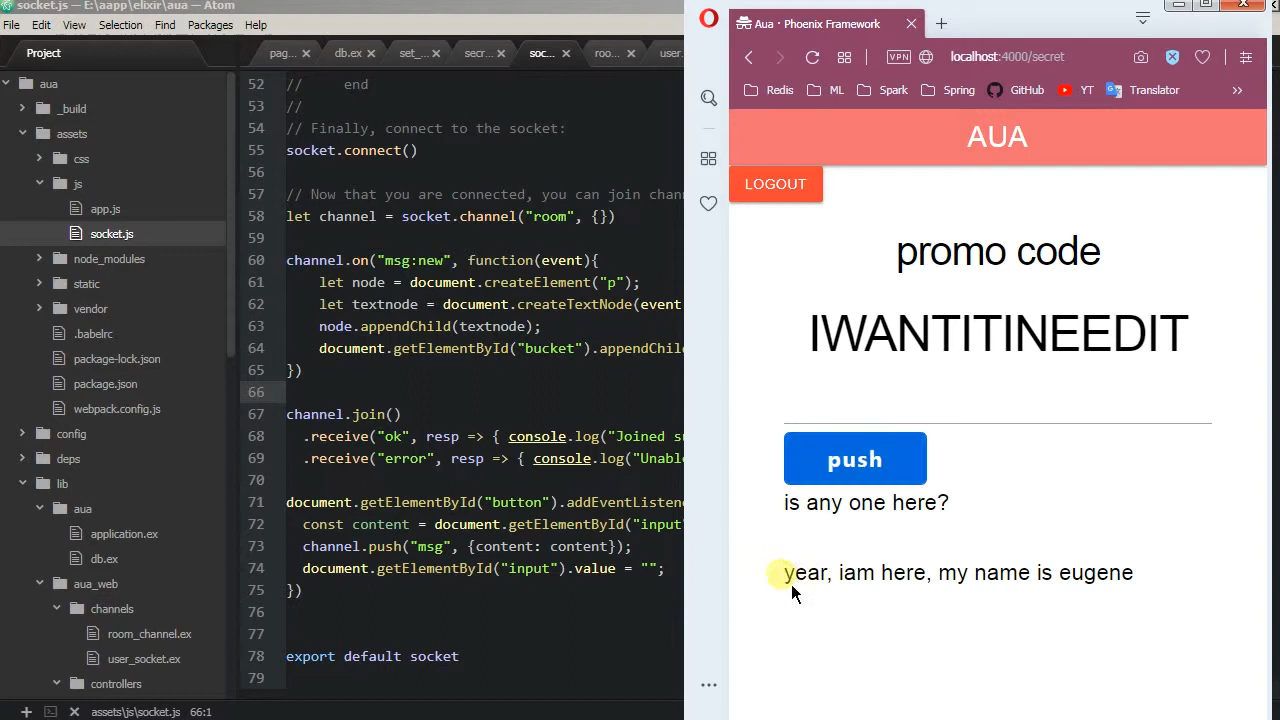 socket.js — E:\aapp\elixir\aua — Atom
File Edit View Selection Find Packages Help
Project
pag...
db.ex
set_...
secr...
soc...
roo...
user.
aua
_build
assets
css
js
app.js
socket.js
node_modules
static
vendor
.babelrc
package-lock.json
package.json
webpack.config.js
config
deps
lib
aua
application.ex
db.ex
aua_web
channels
room_channel.ex
user_socket.ex
controllers
52 //     end
53 //
54 // Finally, connect to the socket:
55 socket.connect()
56
57 // Now that you are connected, you can join chann
58 let channel = socket.channel("room", {})
59
60 channel.on("msg:new", function(event){
61     let node = document.createElement("p");
62     let textnode = document.createTextNode(event
63     node.appendChild(textnode);
64     document.getElementById("bucket").appendChil
65 })
66
67 channel.join()
68   .receive("ok", resp => { console.log("Joined su
69   .receive("error", resp => { console.log("Unabl
70
71 document.getElementById("button").addEventListene
72   const content = document.getElementById("input"
73   channel.push("msg", {content: content});
74   document.getElementById("input").value = "";
75 })
76
77
78 export default socket
79
assets\js\socket.js 66:1
Aua · Phoenix Framework
VPN localhost:4000/secret
Redis ML Spark Spring GitHub YT Translator
AUA
LOGOUT
promo code
IWANTITINEEDIT
push
is any one here?
year, iam here, my name is eugene